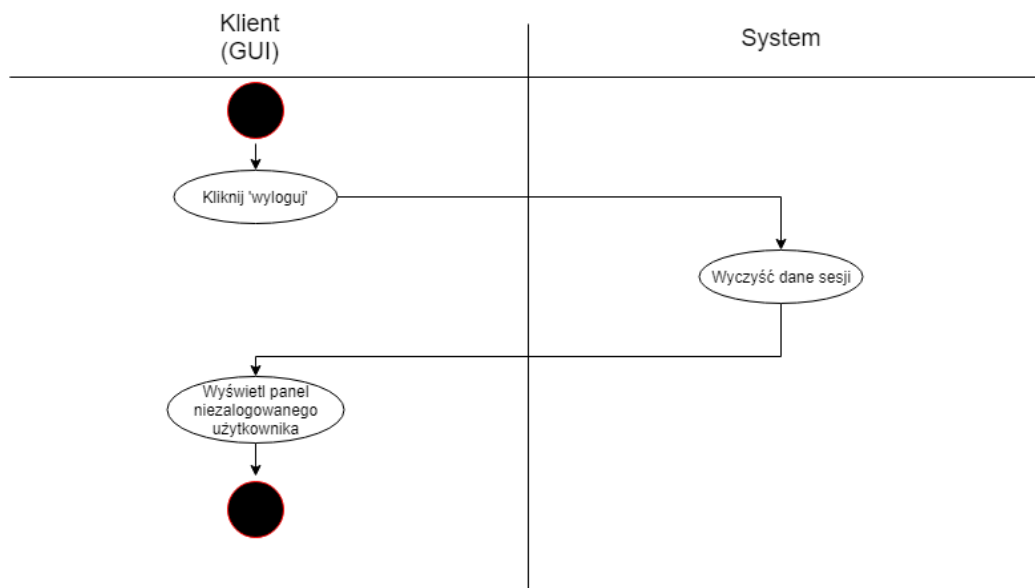 Klient
(GUI)
System
Kliknij 'wyloguj'
Wyczyść dane sesji
Wyświetl panel
niezalogowanego
użytkownika